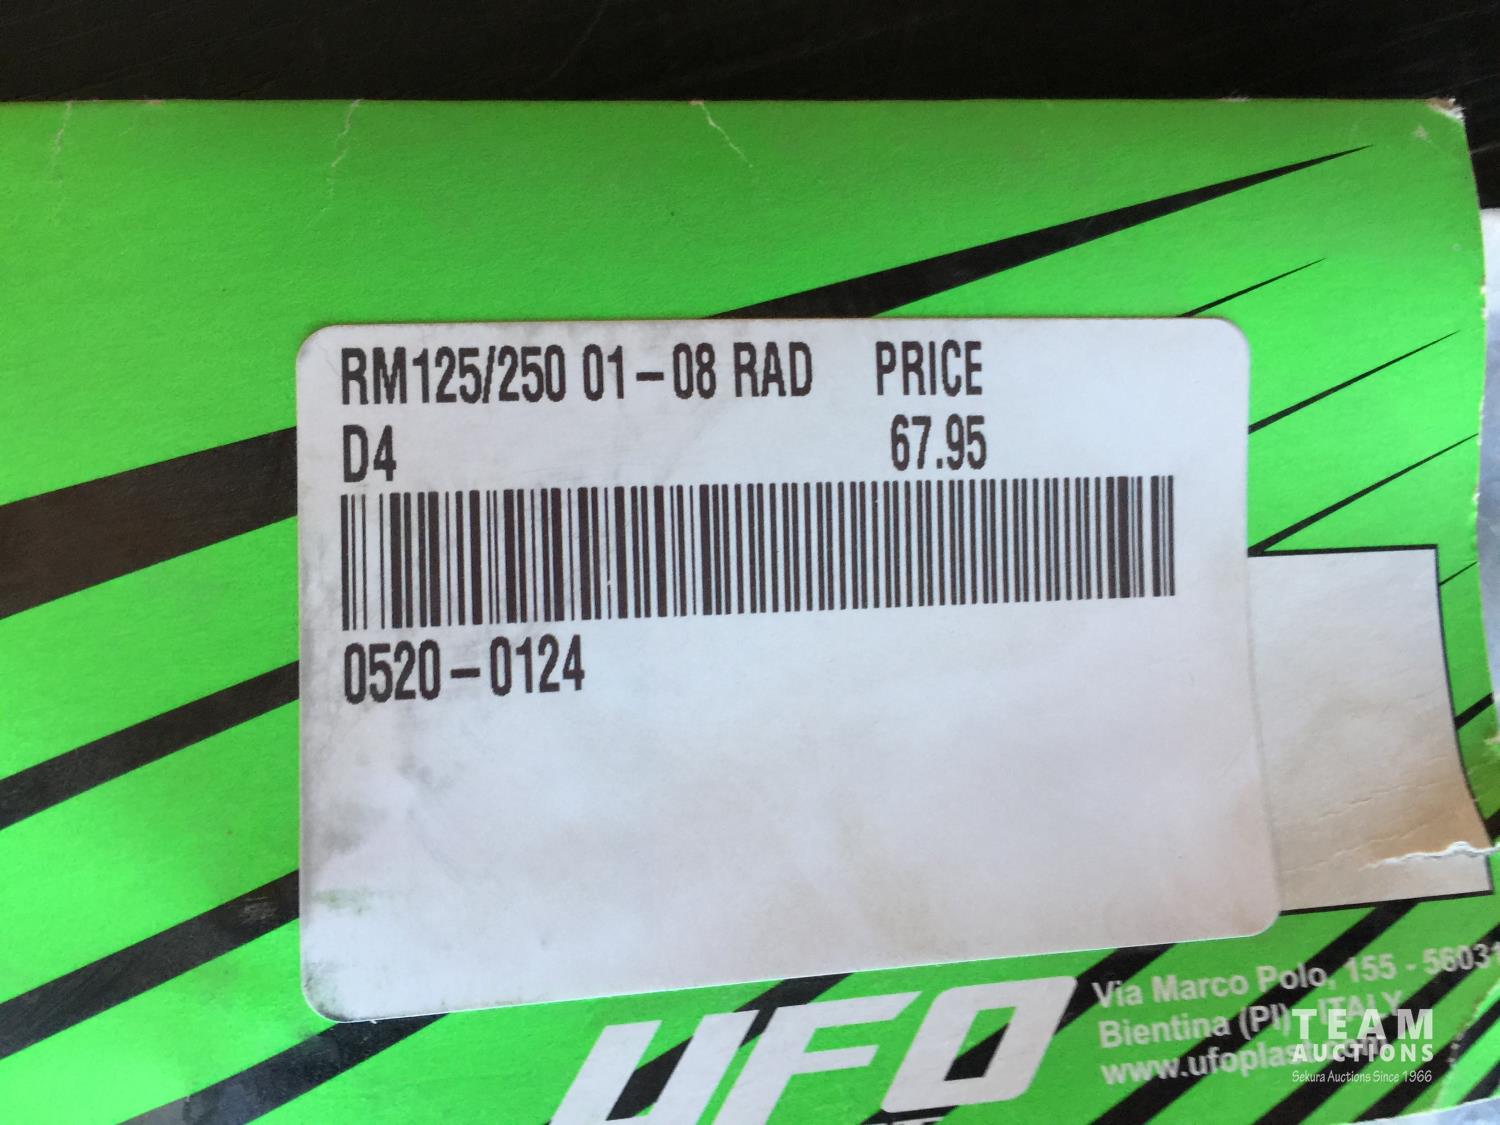 RM125/250 01-08 RAD PRICE
D4 67.95
0520-0124
UFO
Via Marco Polo, 155 - 56031
Bientina (PI) - ITALY
TEAM
AUCTIONS
Sekura Auctions Since 1966